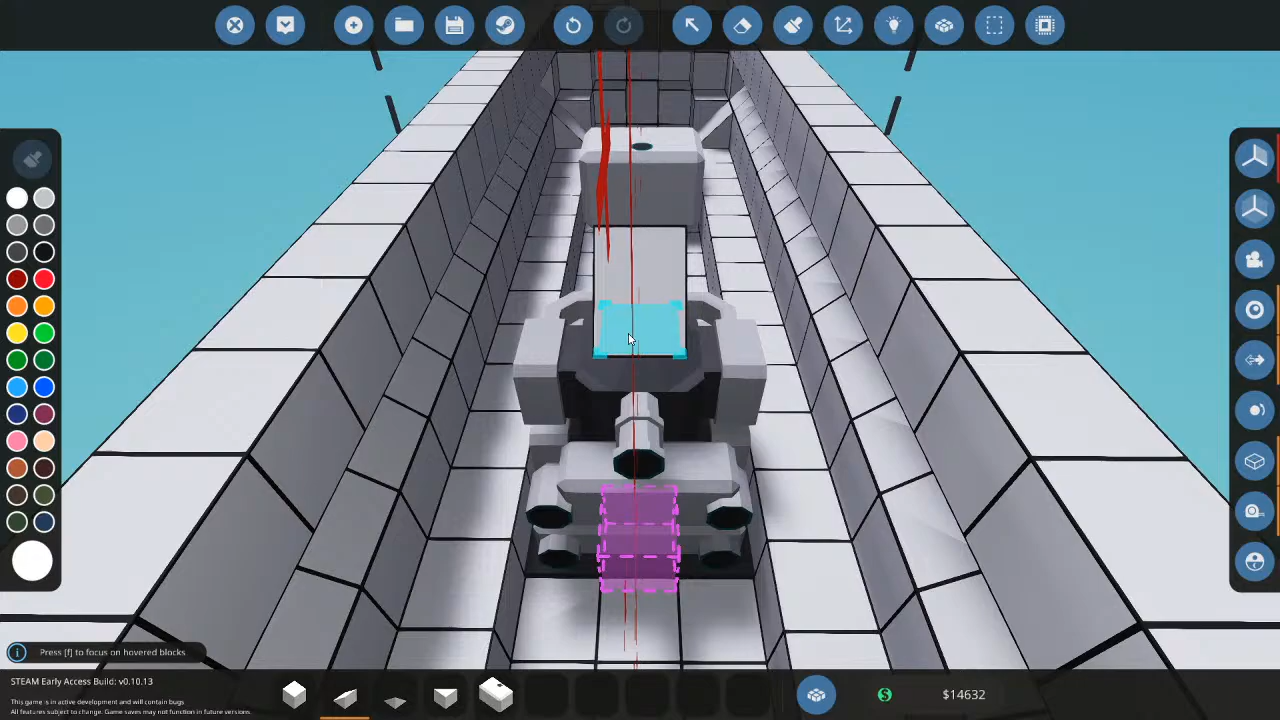 Press [f] to focus on hovered blocks
STEAM Early Access Build: v0.10.13
This game is in active development and will contain bugs
All features subject to change. Game saves may not function in future versions.
$14632